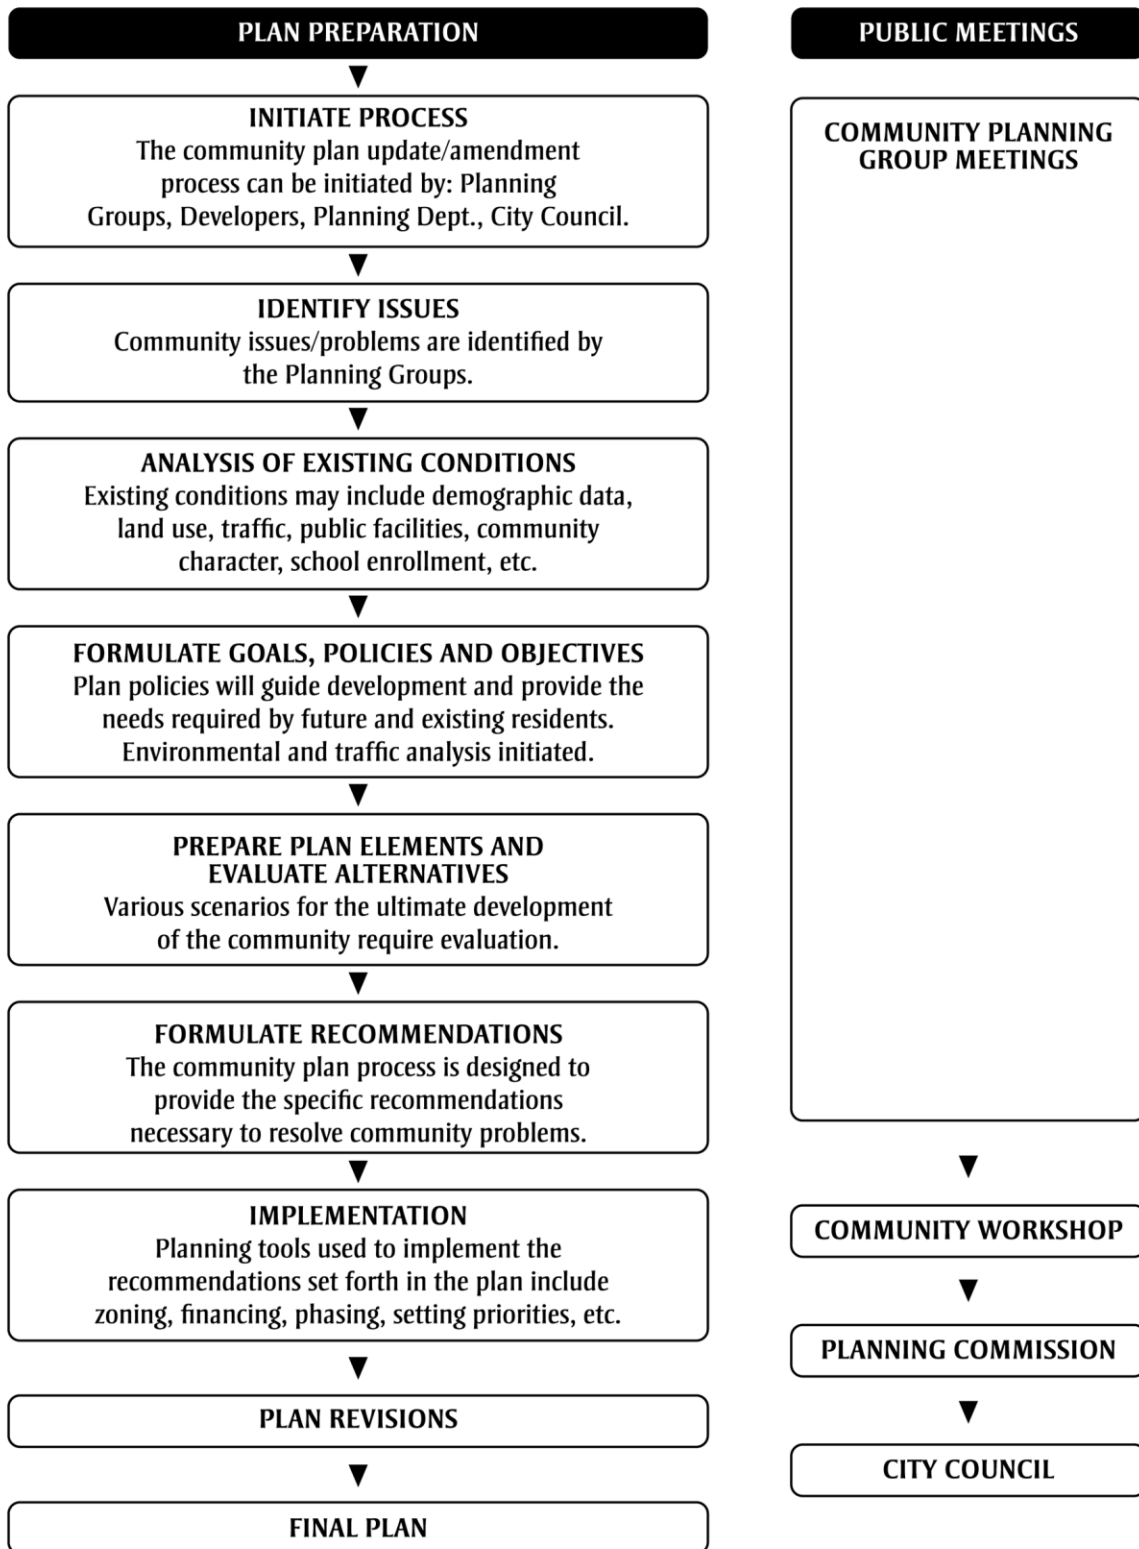 PLAN PREPARATION
INITIATE PROCESS
The community plan update/amendment
process can be initiated by: Planning
Groups, Developers, Planning Dept., City Council.
IDENTIFY ISSUES
Community issues/problems are identified by
the Planning Groups.
ANALYSIS OF EXISTING CONDITIONS
Existing conditions may include demographic data,
land use, traffic, public facilities, community
character, school enrollment, etc.
FORMULATE GOALS, POLICIES AND OBJECTIVES
Plan policies will guide development and provide the
needs required by future and existing residents.
Environmental and traffic analysis initiated.
PREPARE PLAN ELEMENTS AND
EVALUATE ALTERNATIVES
Various scenarios for the ultimate development
of the community require evaluation.
FORMULATE RECOMMENDATIONS
The community plan process is designed to
provide the specific recommendations
necessary to resolve community problems.
IMPLEMENTATION
Planning tools used to implement the
recommendations set forth in the plan include
zoning, financing, phasing, setting priorities, etc.
PLAN REVISIONS
FINAL PLAN
PUBLIC MEETINGS
COMMUNITY PLANNING
GROUP MEETINGS
COMMUNITY WORKSHOP
PLANNING COMMISSION
CITY COUNCIL